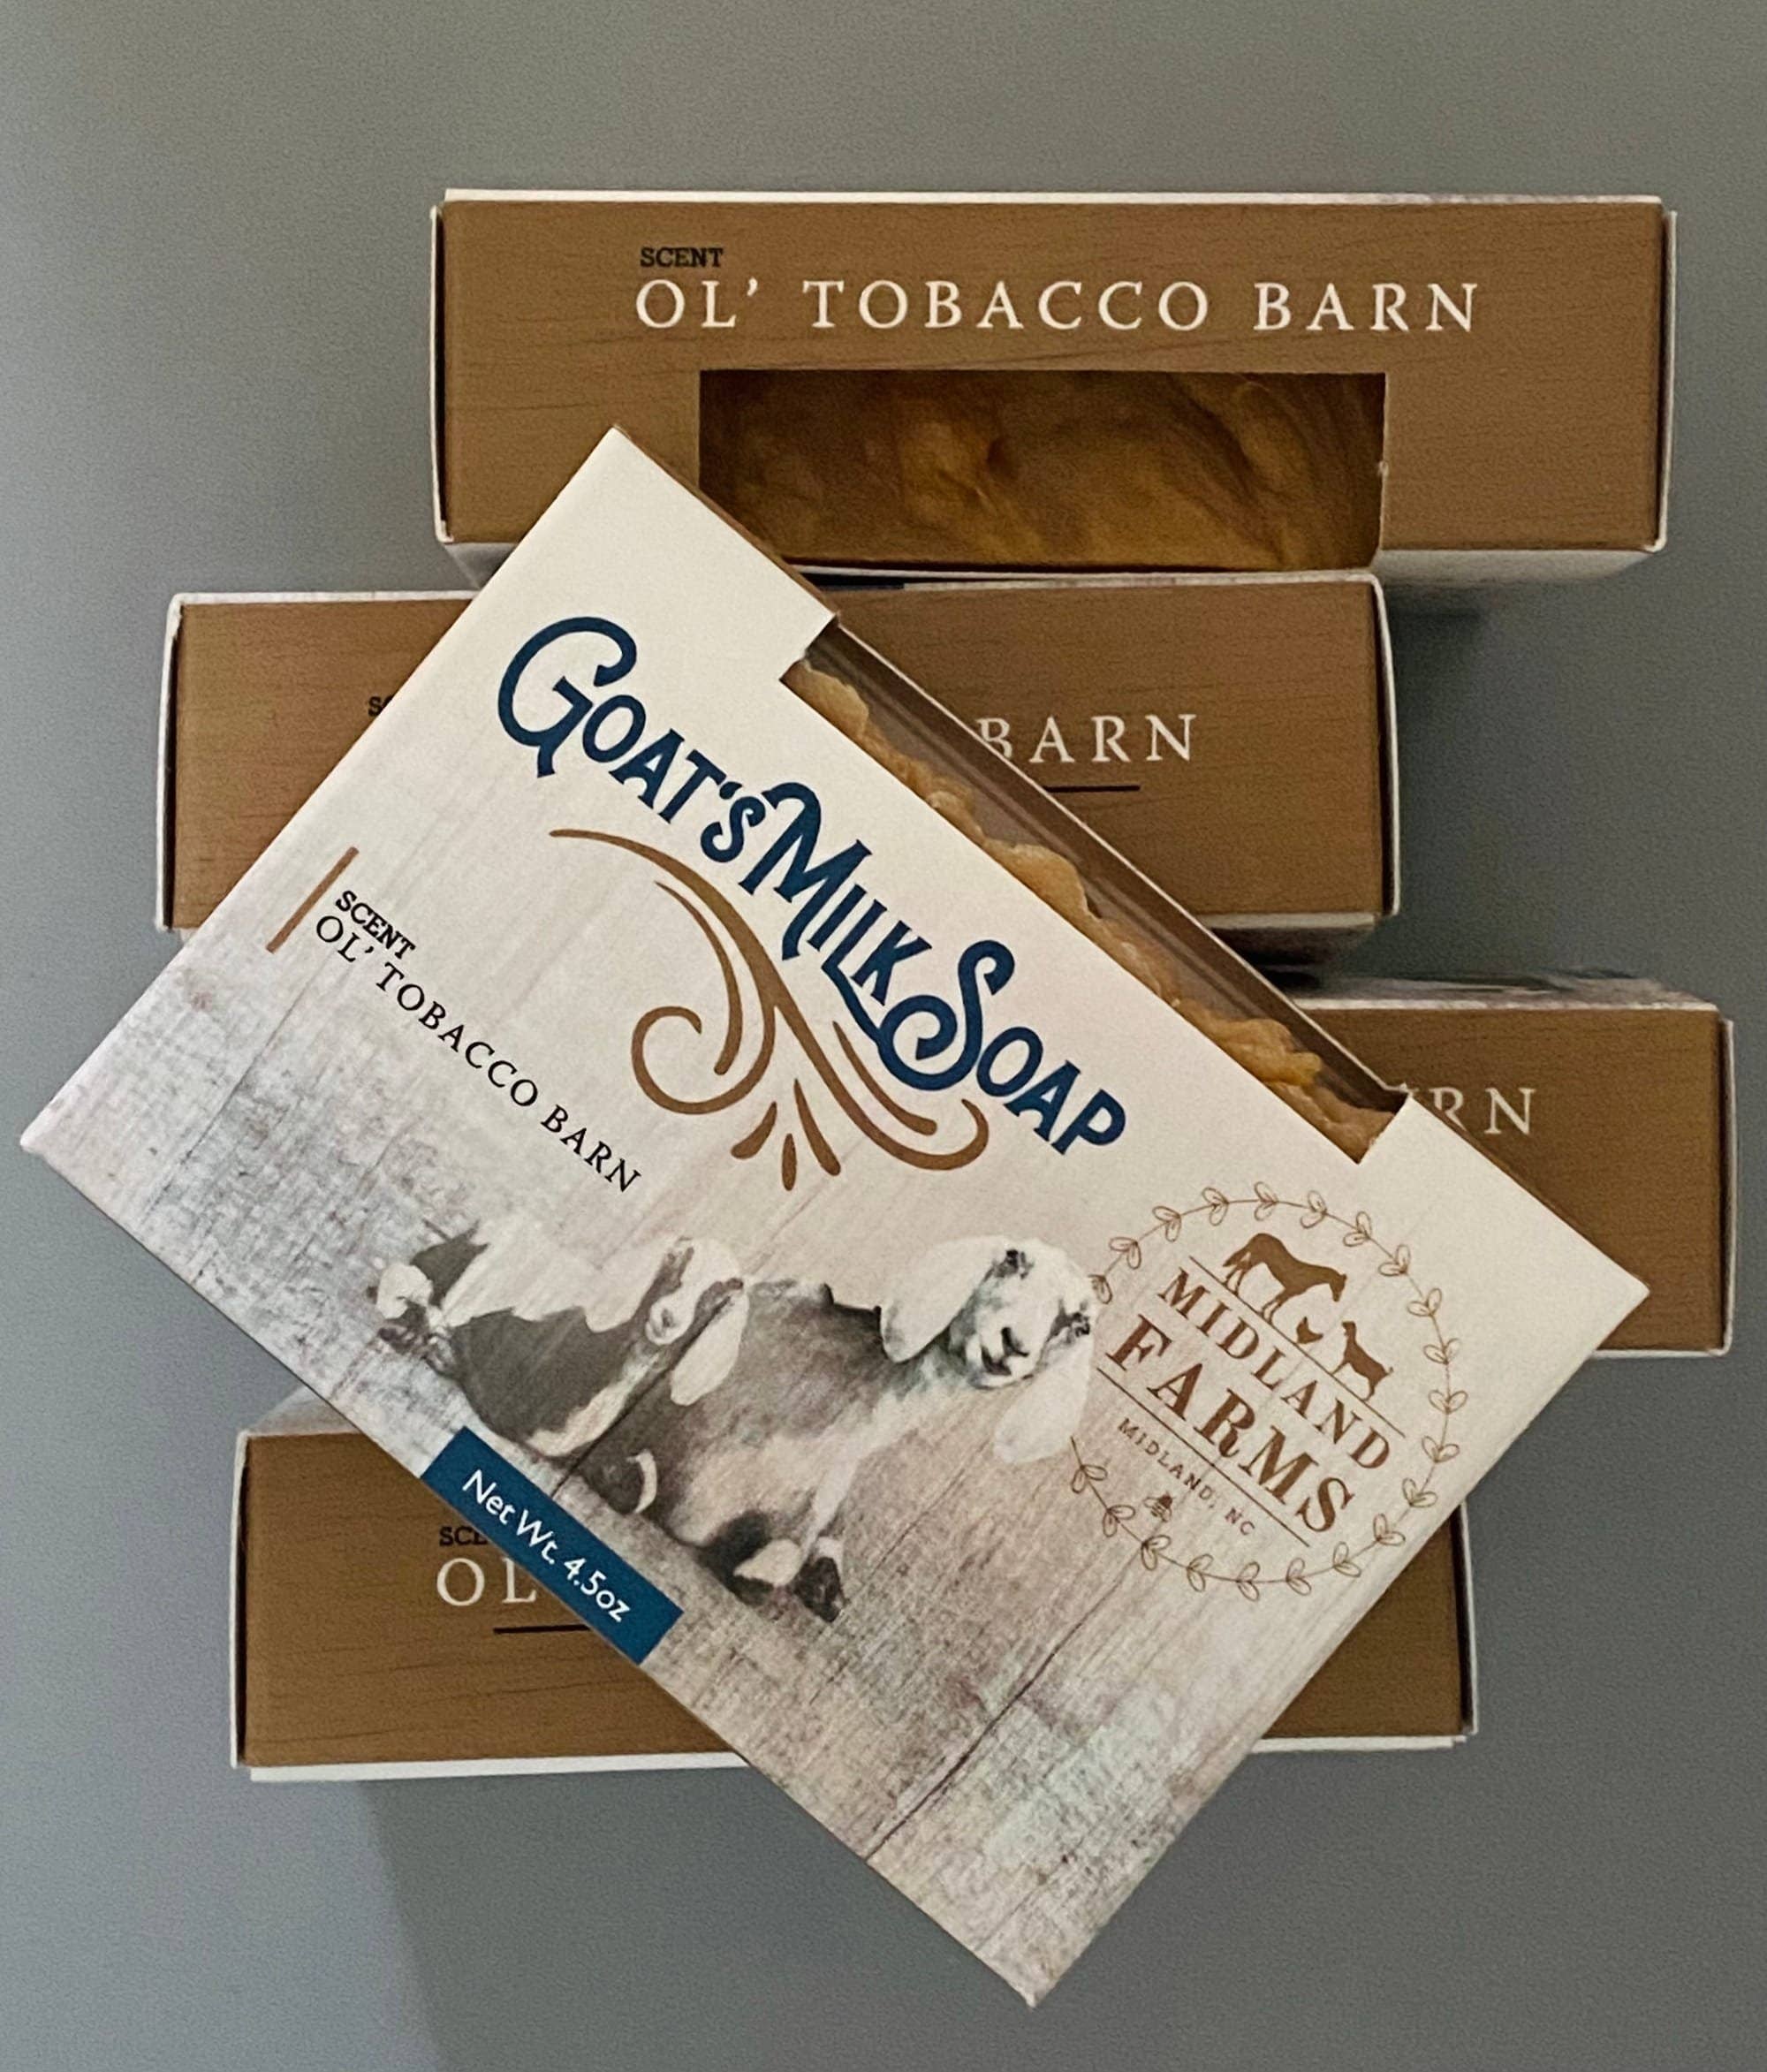 SCENT
OL' TOBACCO BARN
BARN
GOAT'S MILK SOAP
SCENT
OL' TOBACCO BARN
MIDLAND
FARMS
MIDLAND, NC
Net Wt. 4.5oz
OL